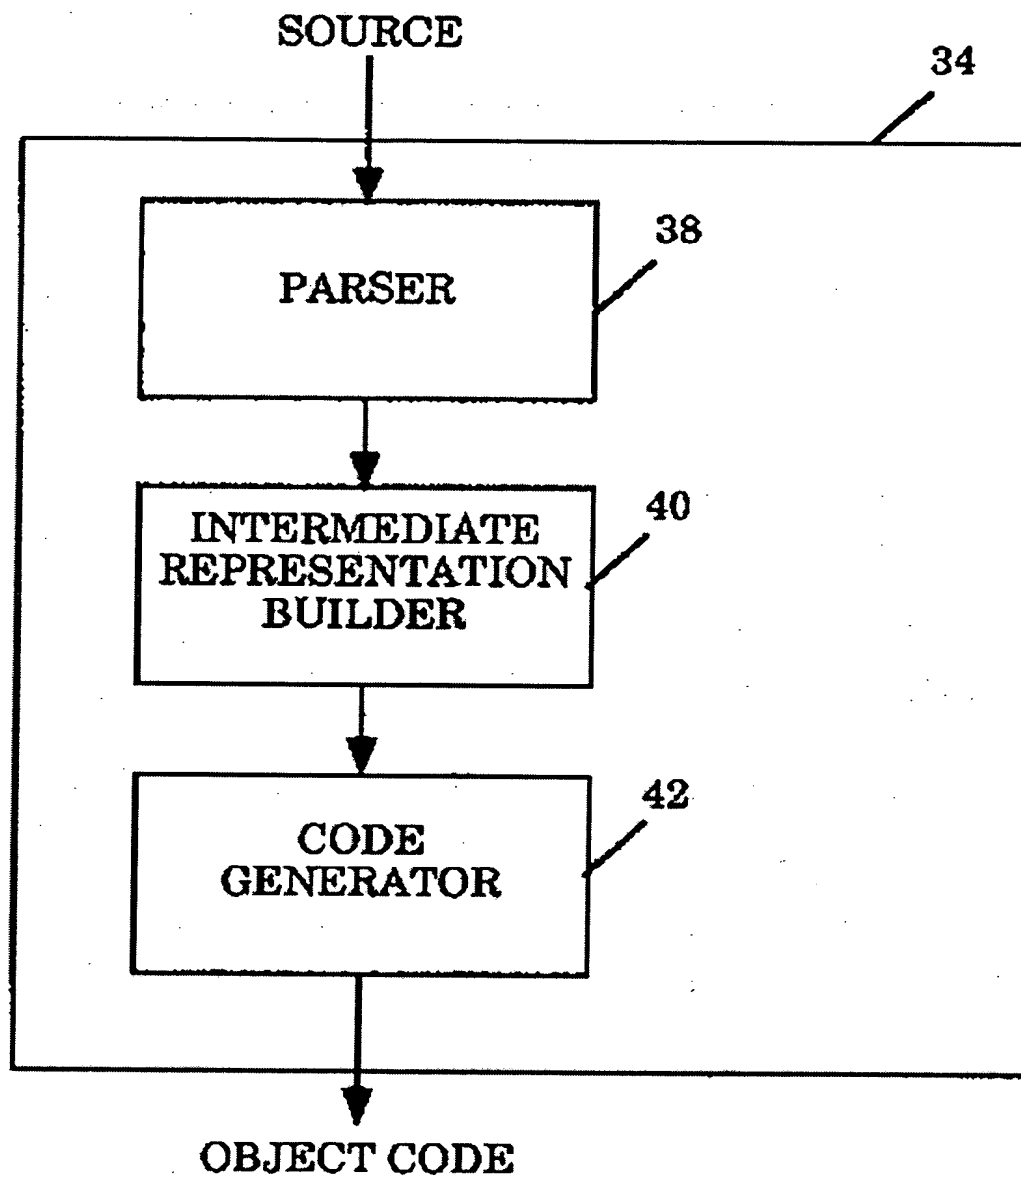 SOURCE
34
38
PARSER
40
INTERMEDIATE
REPRESENTATION
BUILDER
42
CODE
GENERATOR
OBJECT CODE